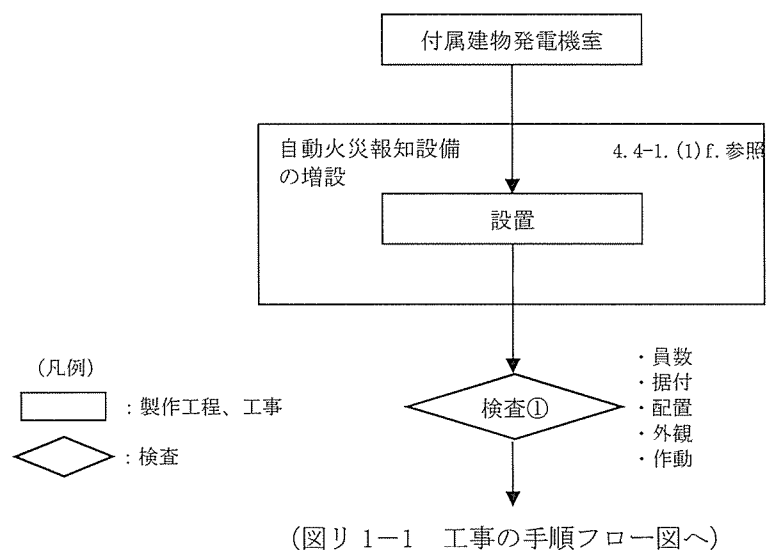 付属建物発電機室
自動火災報知設備
の増設
4.4-1.(1)f.参照
設置
検査①
・員数
・据付
・配置
・外観
・作動
(凡例)
：製作工程、工事
：検査
(図リ 1-1 工事の手順フロー図へ)